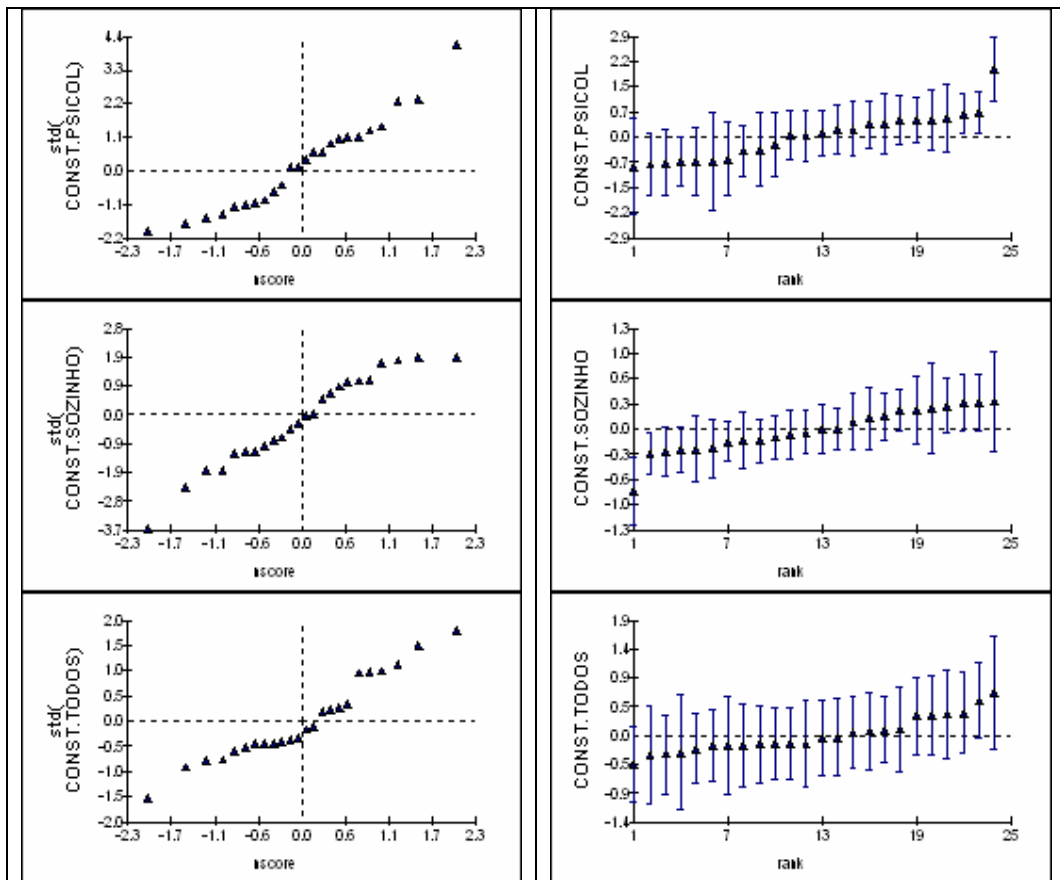 4.4
3.3
2.2
1.1
0.0
-1.1
-2.2
std(
CONST.PSICOL)
-2.3 -1.7 -1.1 -0.6 0.0 0.6 1.1 1.7 2.3
nscore
2.9
2.2
1.5
0.7
0.0
-0.7
-1.5
-2.2
-2.9
CONST.PSICOL
1 7 13 19 25
rank
2.8
1.9
0.9
0.0
-0.9
-1.9
-2.8
-3.7
std(
CONST.SOZINHO)
-2.3 -1.7 -1.1 -0.6 0.0 0.6 1.1 1.7 2.3
nscore
1.3
1.0
0.6
0.3
0.0
-0.3
-0.6
-1.0
-1.3
CONST.SOZINHO
1 7 13 19 25
rank
2.0
1.5
1.0
0.5
0.0
-0.5
-1.0
-1.5
-2.0
std(
CONST.TODOS)
-2.3 -1.7 -1.1 -0.6 0.0 0.6 1.1 1.7 2.3
nscore
1.9
1.4
0.9
0.5
0.0
-0.5
-0.9
-1.4
CONST.TODOS
1 7 13 19 25
rank